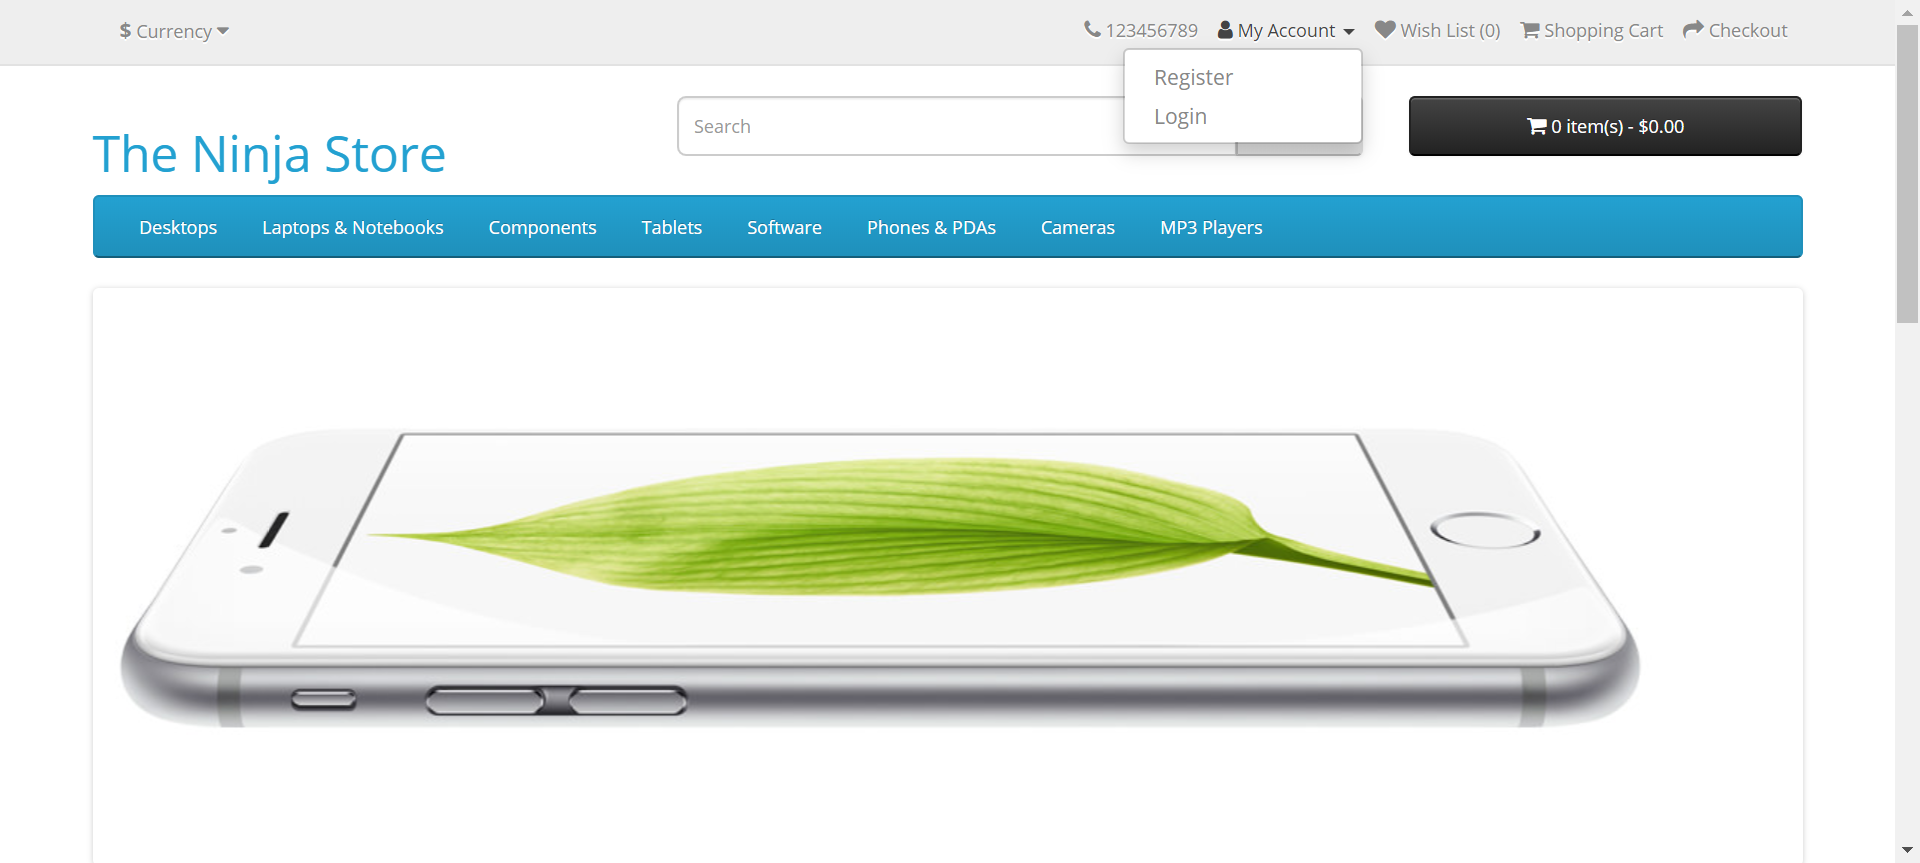 $ Currency
123456789
My Account
Wish List (0)
Shopping Cart
Checkout
Register
Login
The Ninja Store
Search
0 item(s) - $0.00
Desktops
Laptops & Notebooks
Components
Tablets
Software
Phones & PDAs
Cameras
MP3 Players